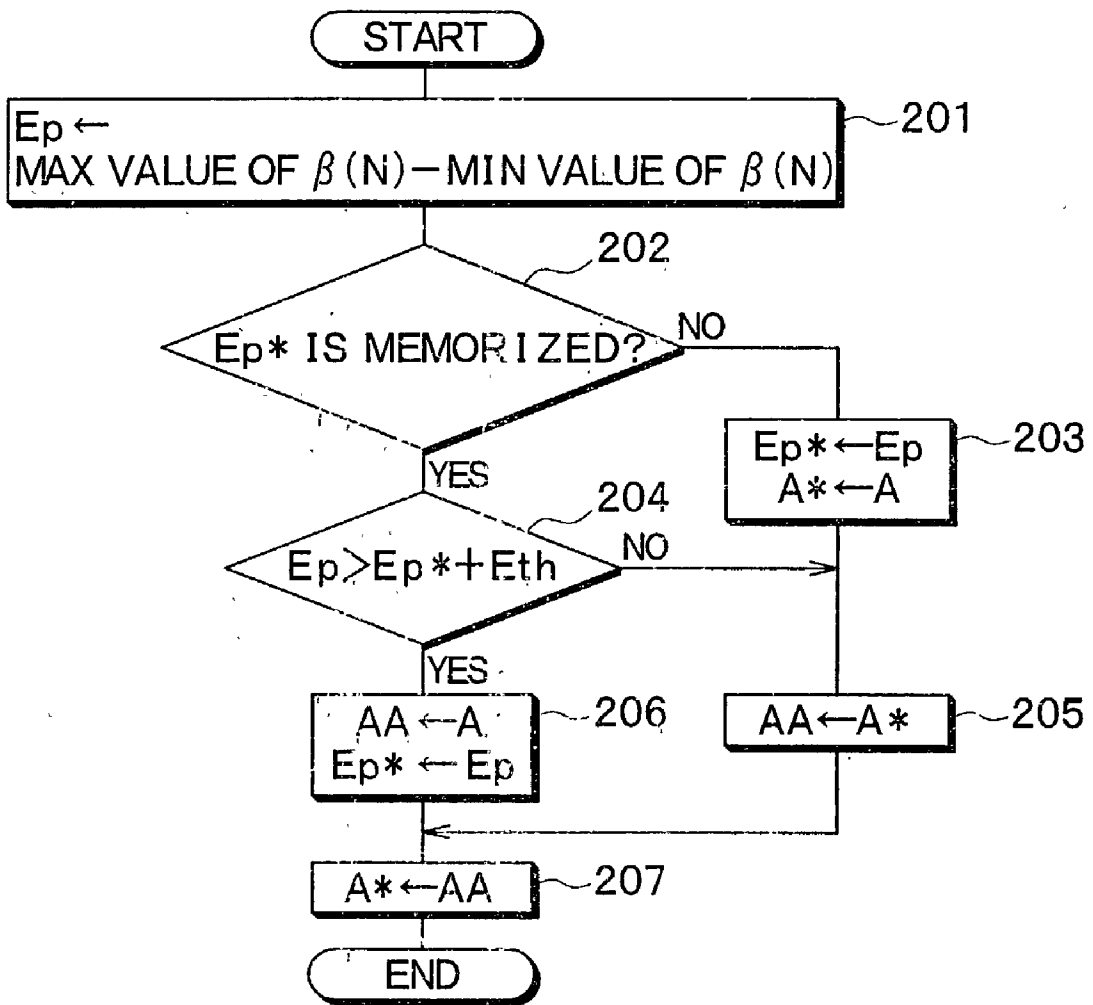 START
Ep ←
MAX VALUE OF β(N)－MIN VALUE OF β(N)
201
202
Ep* IS MEMORIZED?
NO
Ep*←Ep
A*←A
203
YES
204
Ep>Ep*+Eth
NO
YES
AA←A
Ep*←Ep
206
AA←A*
205
A*←AA
207
END